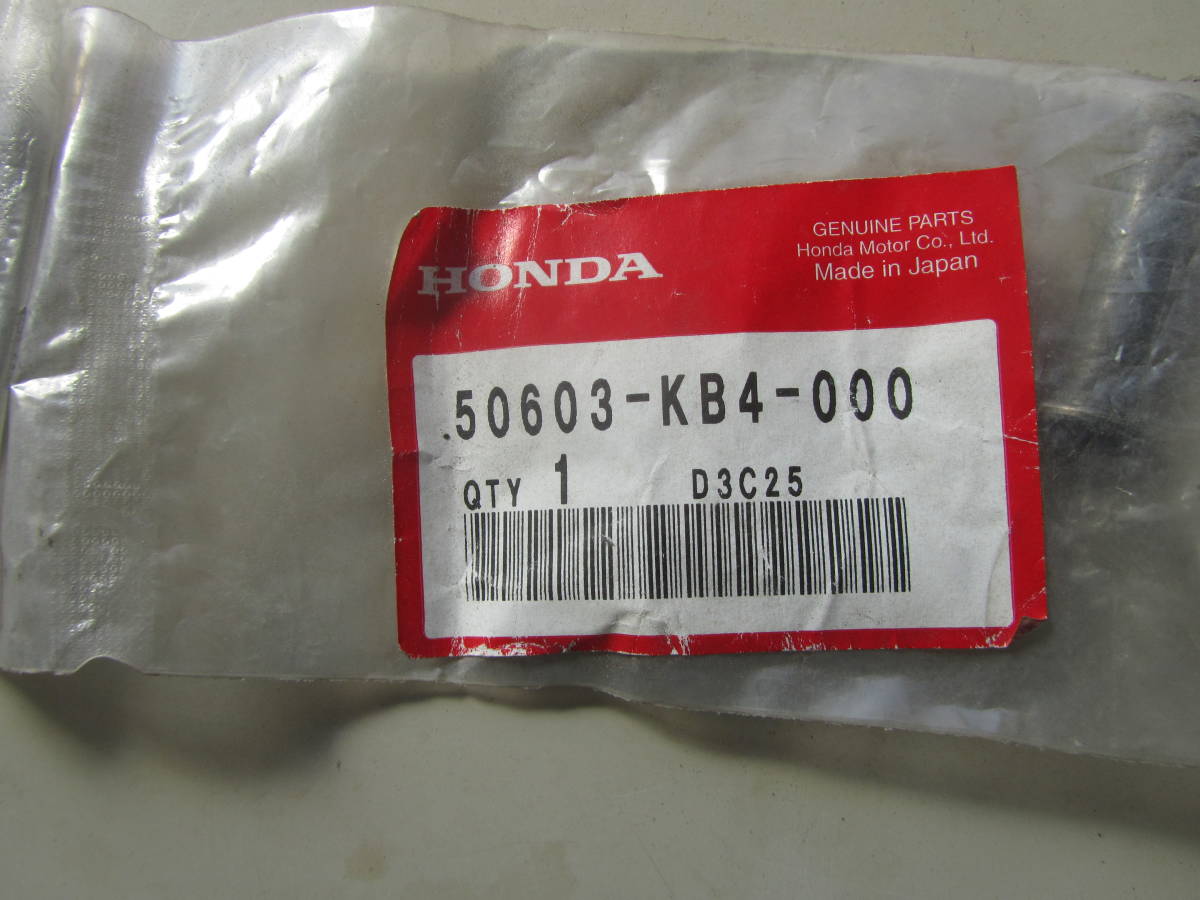 HONDA
GENUINE PARTS
Honda Motor Co., Ltd.
Made in Japan
50603-KB4-000
QTY 1 D3C25